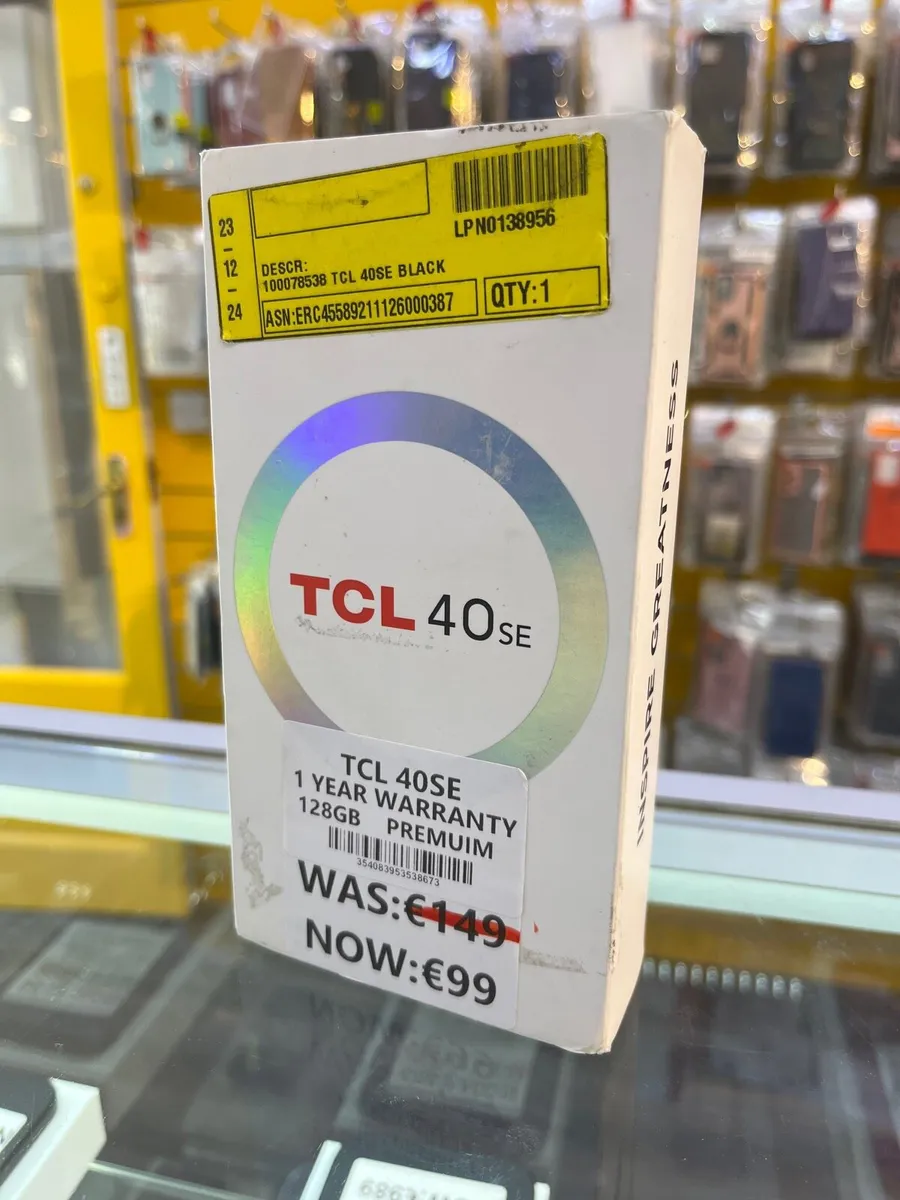 23
-
12
-
24
LPN0138956
DESCR:
100078538 TCL 40SE BLACK
ASN:ERC45589211126000387
QTY:1
TCL 40SE
INSPIRE GREATNESS
TCL 40SE
1 YEAR WARRANTY
128GB PREMUIM
354083953538673
WAS:€149
NOW:€99